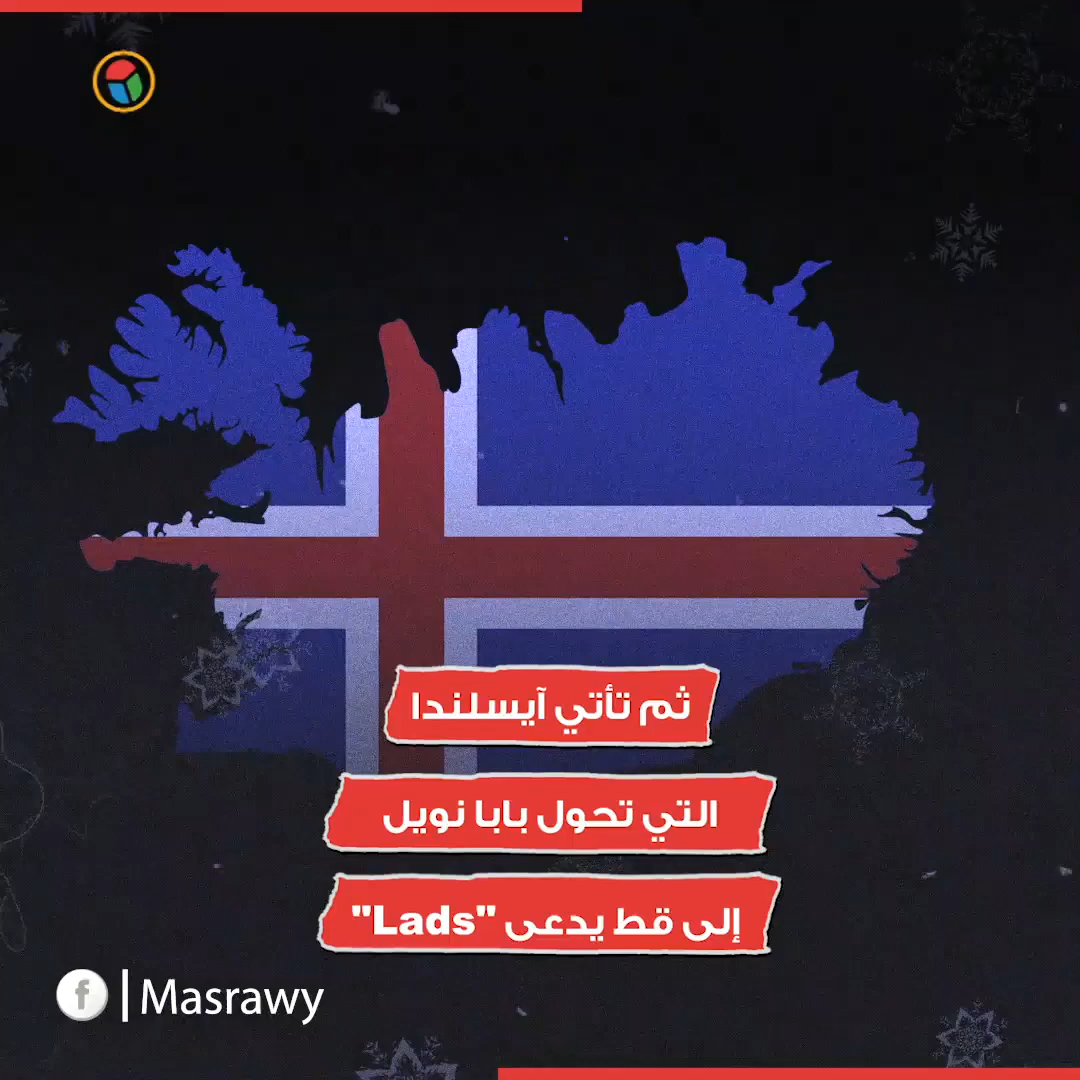 ثم تأتي آيسلندا
التي تحول بابا نويل
إلى قط يدعى "Lads"
f | Masrawy